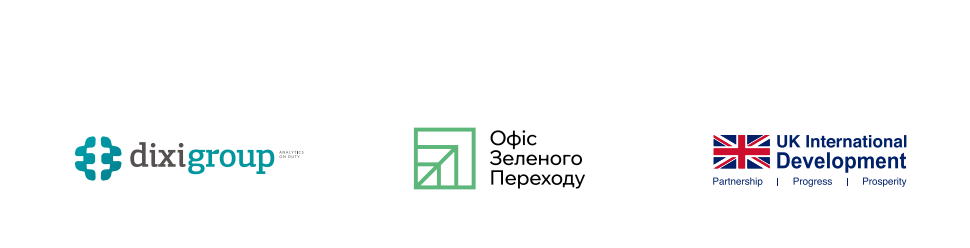 dixigroup
ANALYTICS
ON DUTY
Офіс
Зеленого
Переходу
UK International
Development
Partnership | Progress | Prosperity